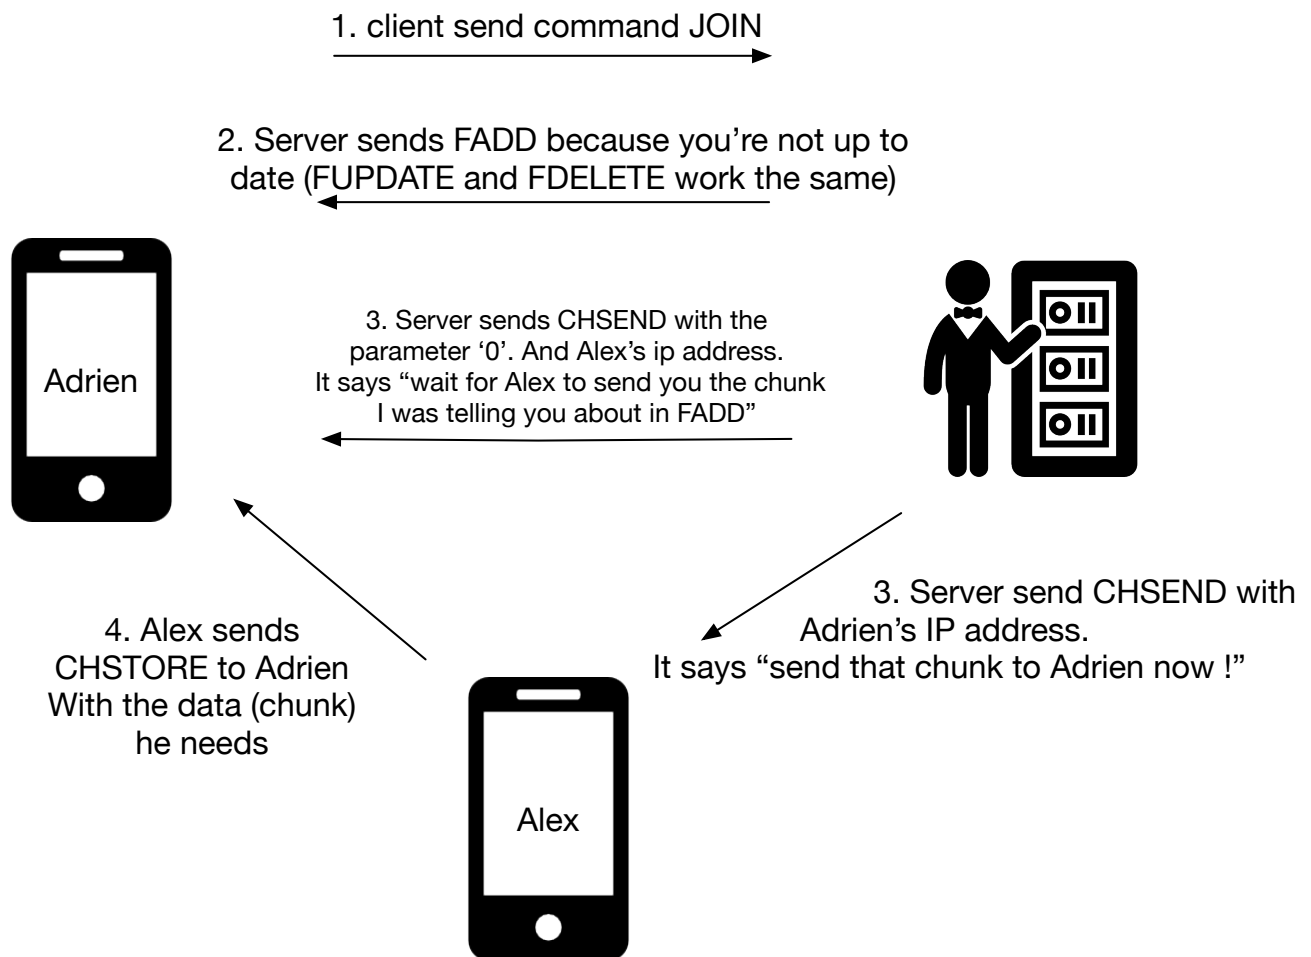 1. client send command JOIN
2. Server sends FADD because you’re not up to
date (FUPDATE and FDELETE work the same)
3. Server sends CHSEND with the
parameter ‘0’. And Alex’s ip address.
It says “wait for Alex to send you the chunk
I was telling you about in FADD”
Adrien
3. Server send CHSEND with
Adrien’s IP address.
It says “send that chunk to Adrien now !”
4. Alex sends
CHSTORE to Adrien
With the data (chunk)
he needs
Alex